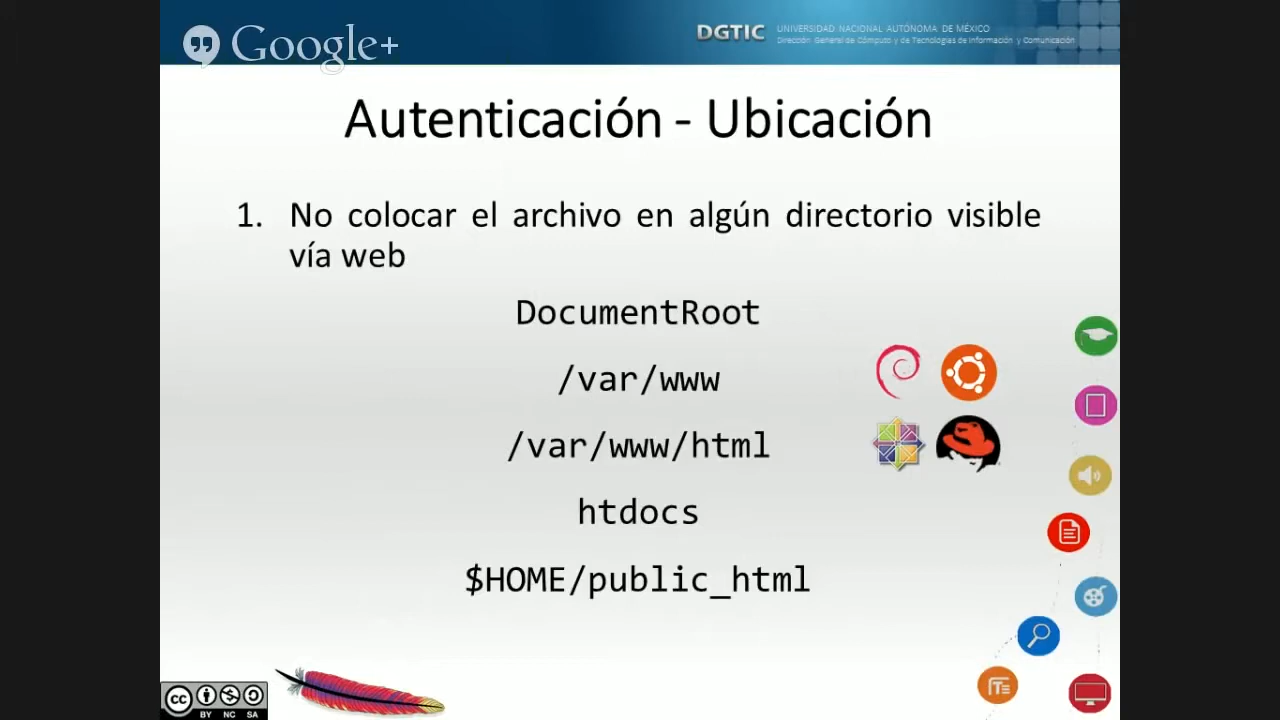 Google+
DGTIC
UNIVERSIDAD NACIONAL AUTÓNOMA DE MÉXICO
Dirección General de Cómputo y de Tecnologías de Información y Comunicación
Autenticación - Ubicación
1. No colocar el archivo en algún directorio visible
vía web
DocumentRoot
/var/www
/var/www/html
htdocs
$HOME/public_html
cc
BY NC SA